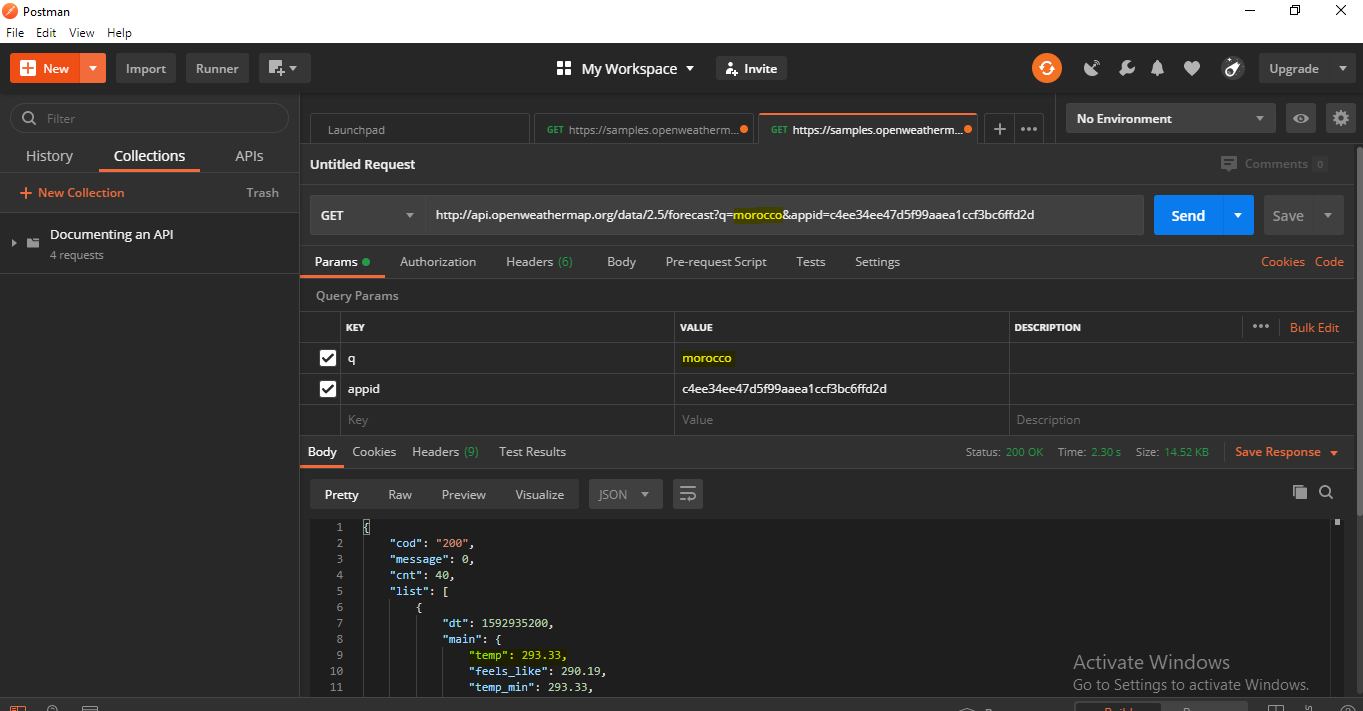 Postman
File Edit View Help
New Import Runner My Workspace Invite Upgrade
Filter
History Collections APIs
New Collection Trash
Documenting an API
4 requests
Launchpad GET https://samples.openweatherm... GET https://samples.openweatherm... No Environment
Untitled Request Comments 0
GET http://api.openweathermap.org/data/2.5/forecast?q=morocco&appid=c4ee34ee47d5f99aaea1ccf3bc6ffd2d Send Save
Params Authorization Headers (6) Body Pre-request Script Tests Settings Cookies Code
Query Params
KEY VALUE DESCRIPTION Bulk Edit
q morocco
appid c4ee34ee47d5f99aaea1ccf3bc6ffd2d
Key Value Description
Body Cookies Headers (9) Test Results Status: 200 OK Time: 2.30 s Size: 14.52 KB Save Response
Pretty Raw Preview Visualize JSON
1 {
2 "cod": "200",
3 "message": 0,
4 "cnt": 40,
5 "list": [
6 {
7 "dt": 1592935200,
8 "main": {
9 "temp": 293.33,
10 "feels_like": 290.19,
11 "temp_min": 293.33,
Activate Windows
Go to Settings to activate Windows.